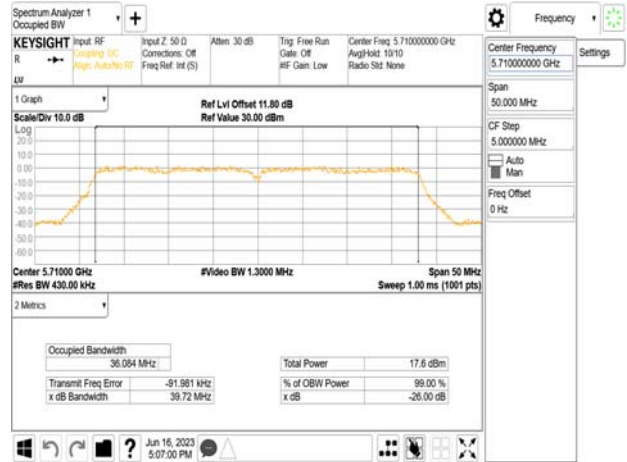 Spectrum Analyzer 1
Occupied BW
Frequency
KEYSIGHT
Input: RF
Coupling: DC
Align: Auto/No RF
Input Z: 50 Ω
Corrections: Off
Freq Ref: Int (S)
Atten: 30 dB
Trig: Free Run
Gate: Off
#IF Gain: Low
Center Freq: 5.710000000 GHz
Avg|Hold: 10/10
Radio Std: None
R
Center Frequency
5.710000000 GHz
Settings
Span
50.000 MHz
CF Step
5.000000 MHz
Auto
Man
Freq Offset
0 Hz
1 Graph
Scale/Div 10.0 dB
Ref Lvl Offset 11.80 dB
Ref Value 30.00 dBm
Log
20.0
10.0
0.00
-10.0
-20.0
-30.0
-40.0
-50.0
-60.0
Center 5.71000 GHz
#Video BW 1.3000 MHz
Span 50 MHz
#Res BW 430.00 kHz
Sweep 1.00 ms (1001 pts)
2 Metrics
Occupied Bandwidth
36.084 MHz
Total Power 17.6 dBm
Transmit Freq Error -91.981 kHz
% of OBW Power 99.00 %
x dB Bandwidth 39.72 MHz
x dB -26.00 dB
?
Jun 16, 2023
5:07:00 PM